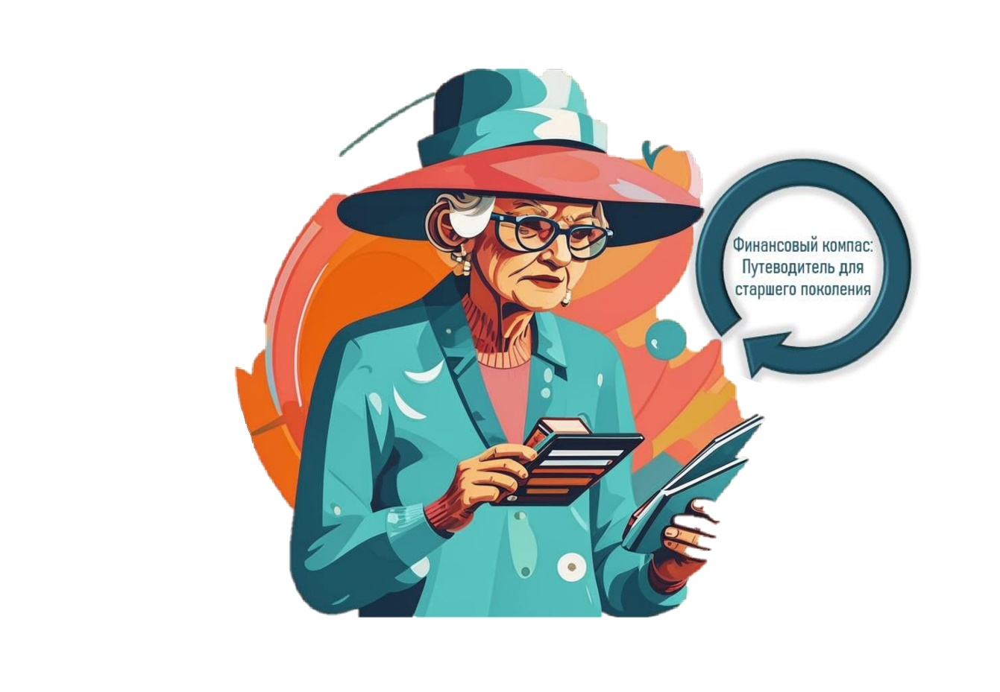 Финансовый компас:
Путеводитель для
старшего поколения